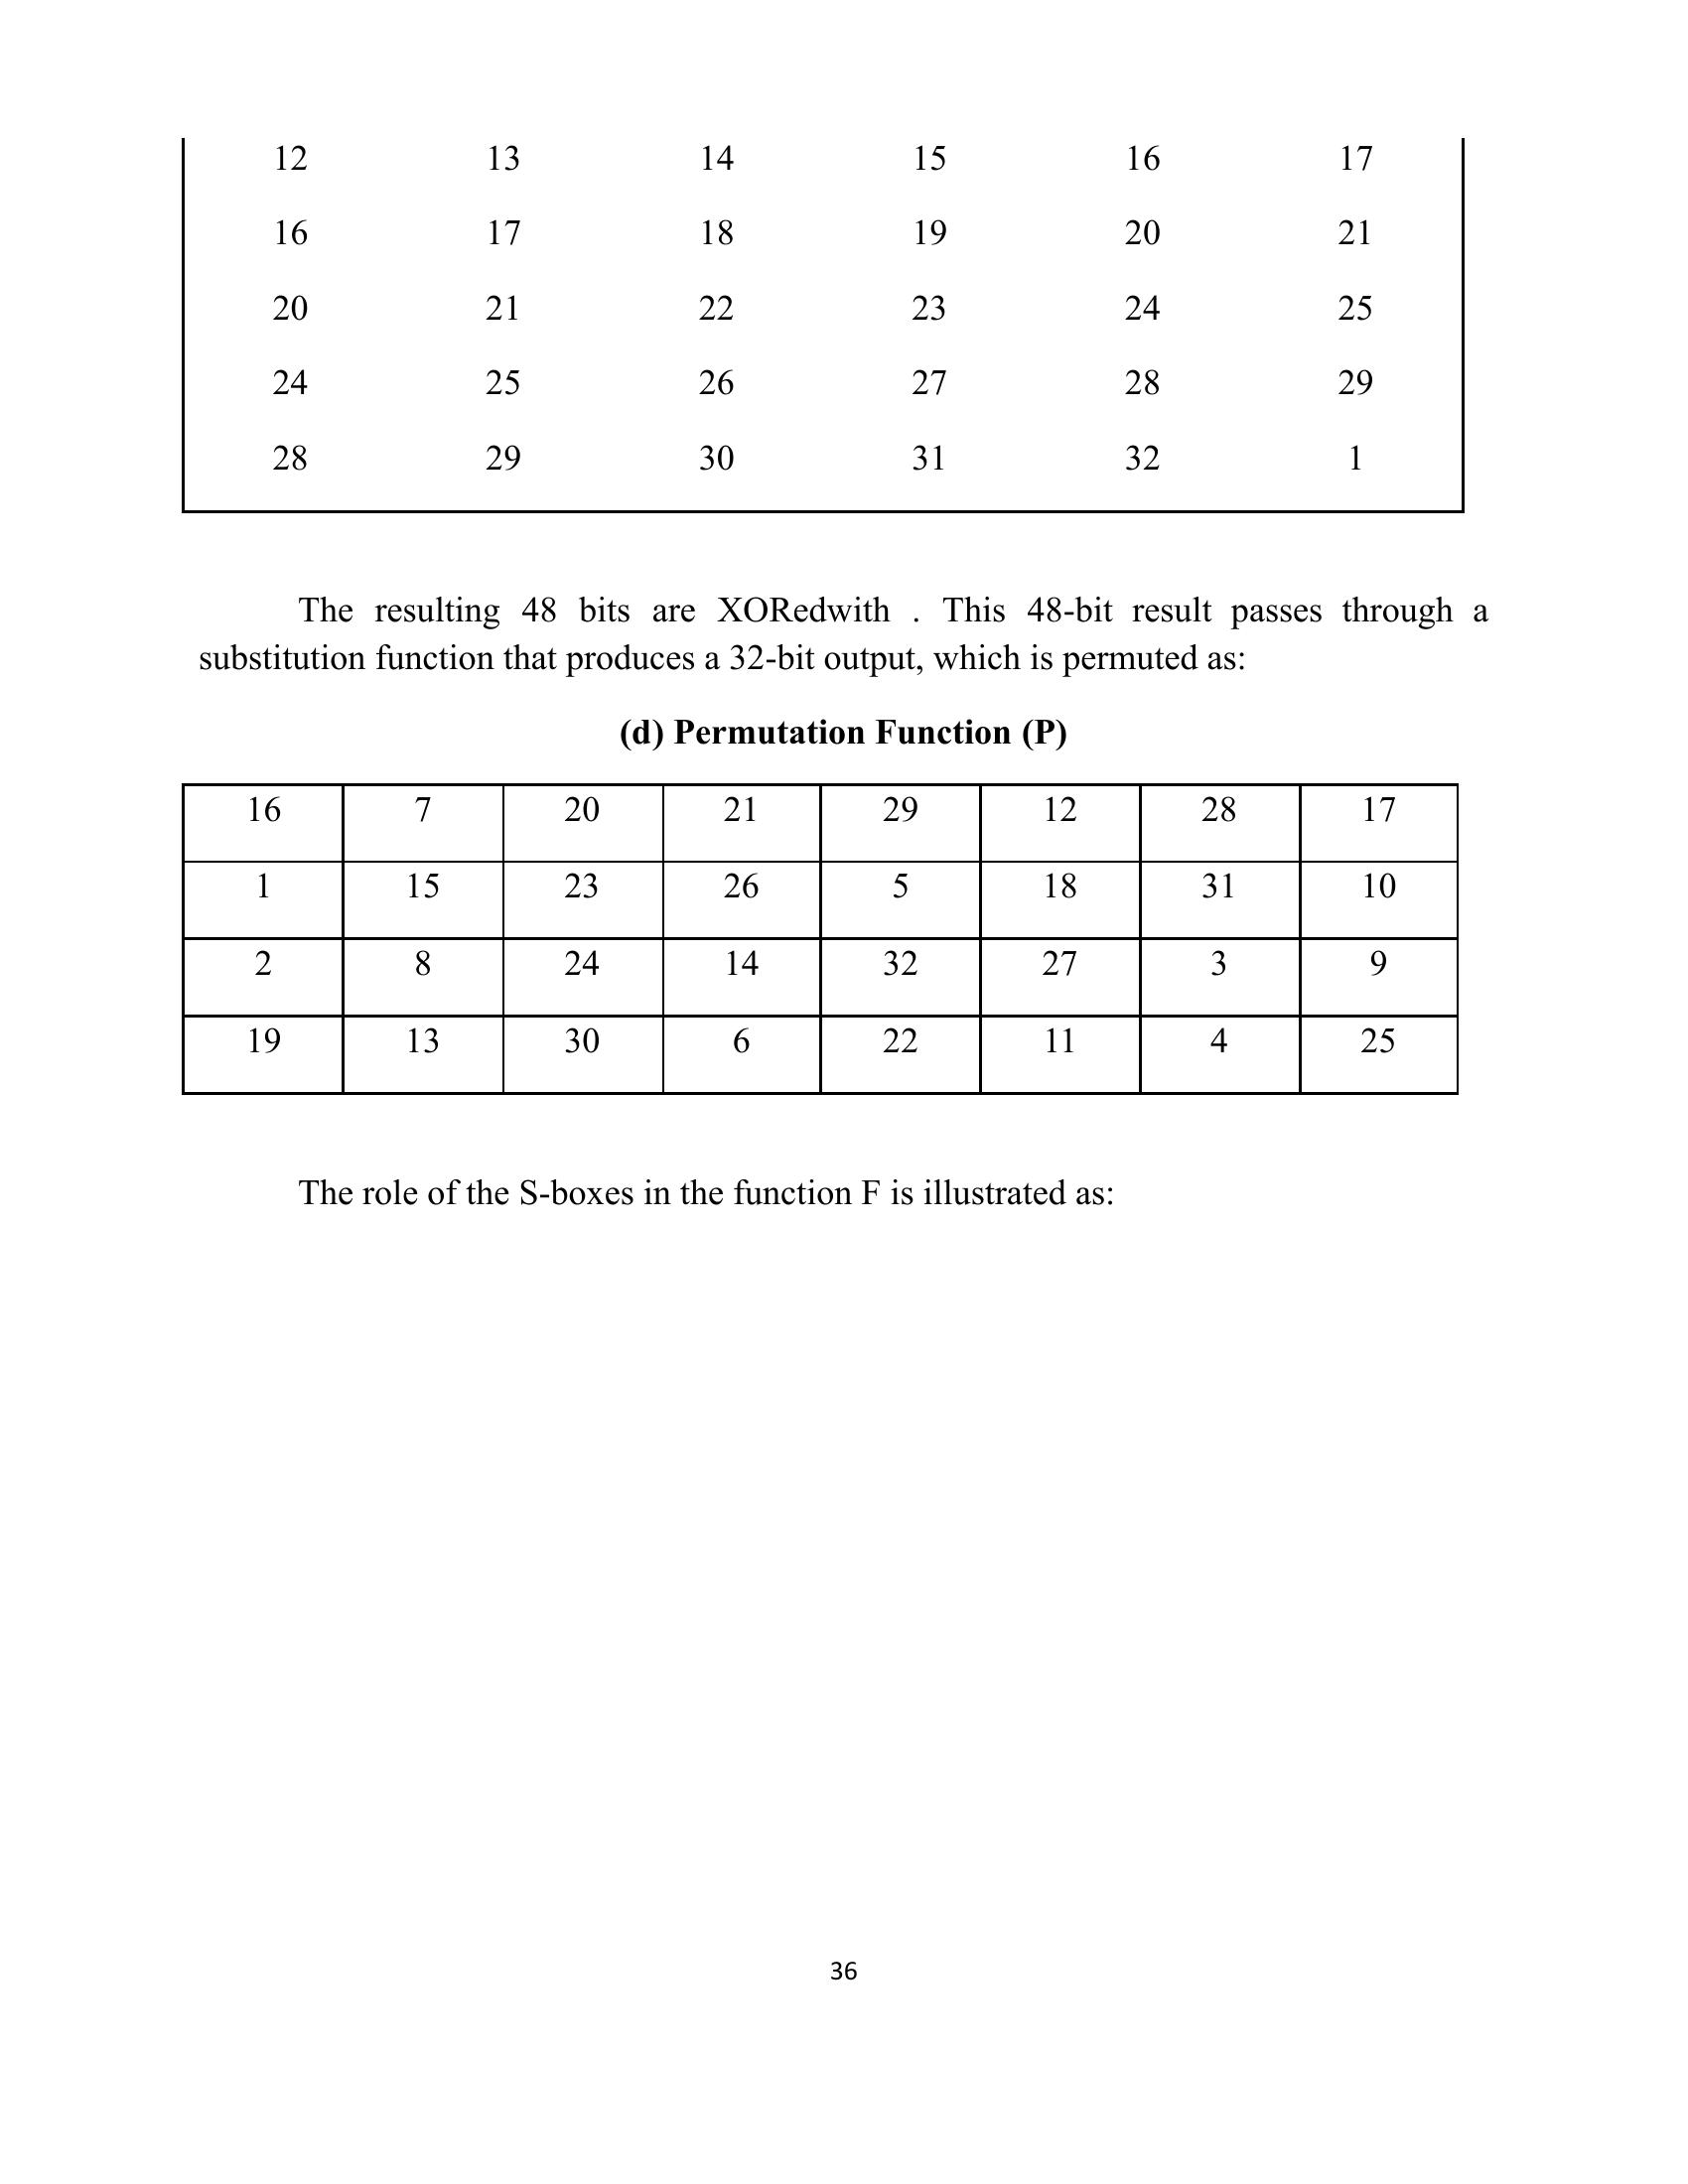 12 13 14 15 16 17
16 17 18 19 20 21
20 21 22 23 24 25
24 25 26 27 28 29
28 29 30 31 32 1
The resulting 48 bits are XORedwith . This 48-bit result passes through a
substitution function that produces a 32-bit output, which is permuted as:
(d) Permutation Function (P)
16 7 20 21 29 12 28 17
1 15 23 26 5 18 31 10
2 8 24 14 32 27 3 9
19 13 30 6 22 11 4 25
The role of the S-boxes in the function F is illustrated as:
36